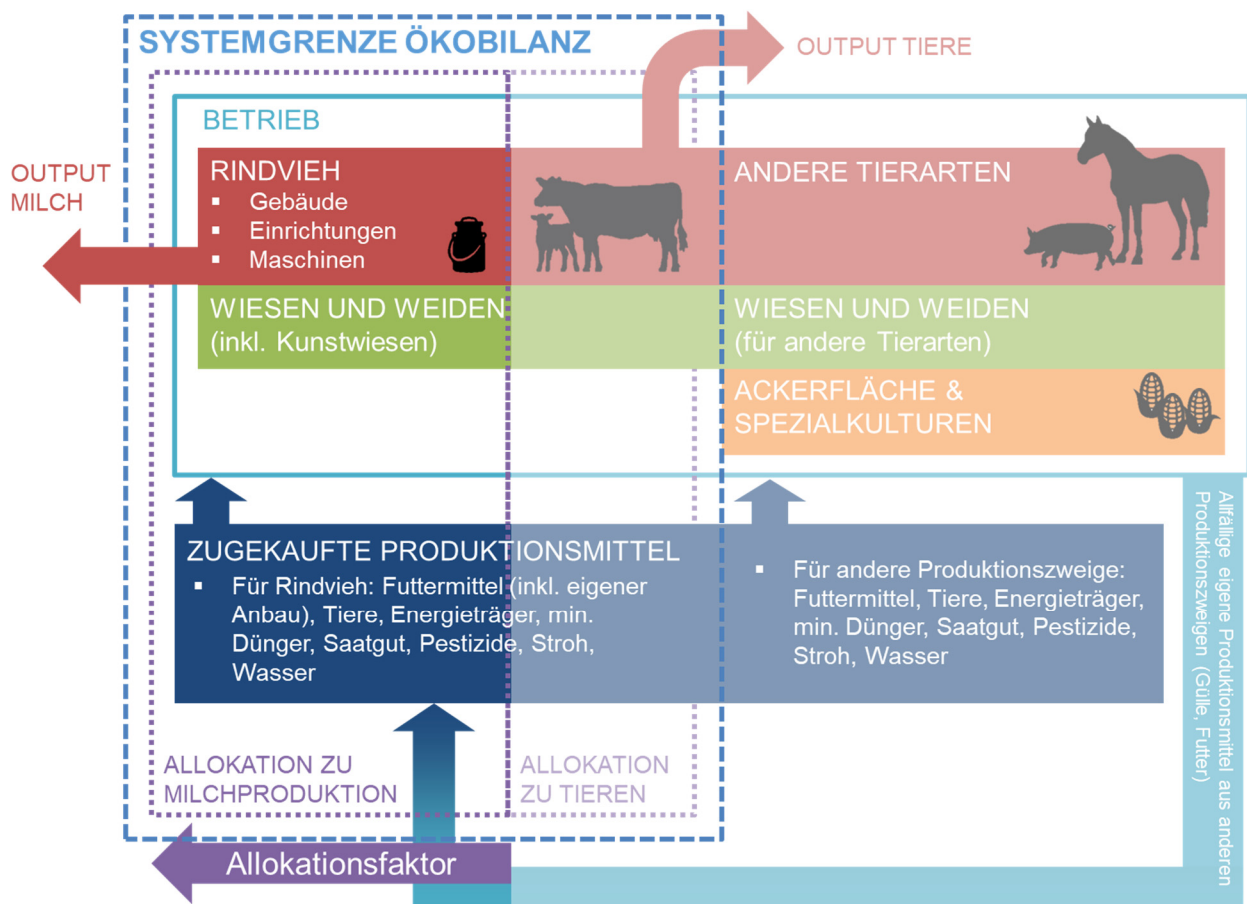 SYSTEMGRENZE ÖKOBILANZ
OUTPUT TIERE
BETRIEB
OUTPUT
MILCH
RINDVIEH
▪ Gebäude
▪ Einrichtungen
▪ Maschinen
ANDERE TIERARTEN
WIESEN UND WEIDEN
(inkl. Kunstwiesen)
WIESEN UND WEIDEN
(für andere Tierarten)
ACKERFLÄCHE &
SPEZIALKULTUREN
ZUGEKAUFTE PRODUKTIONSMITTEL
▪ Für Rindvieh: Futtermittel (inkl. eigener
Anbau), Tiere, Energieträger, min.
Dünger, Saatgut, Pestizide, Stroh,
Wasser
▪ Für andere Produktionszweige:
Futtermittel, Tiere, Energieträger,
min. Dünger, Saatgut, Pestizide,
Stroh, Wasser
Allfällige eigene Produktionsmittel aus anderen
Produktionszweigen (Gülle, Futter)
ALLOKATION ZU
MILCHPRODUKTION
ALLOKATION
ZU TIEREN
Allokationsfaktor